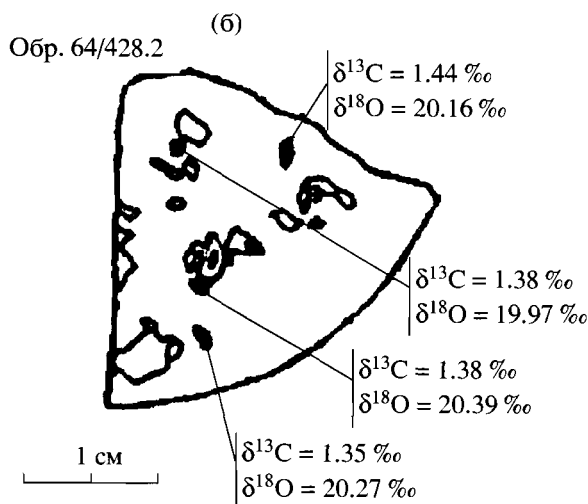 (б)
Обр. 64/428.2
δ¹³C = 1.44 ‰
δ¹⁸O = 20.16 ‰
δ¹³C = 1.38 ‰
δ¹⁸O = 19.97 ‰
δ¹³C = 1.38 ‰
δ¹⁸O = 20.39 ‰
δ¹³C = 1.35 ‰
δ¹⁸O = 20.27 ‰
1 см